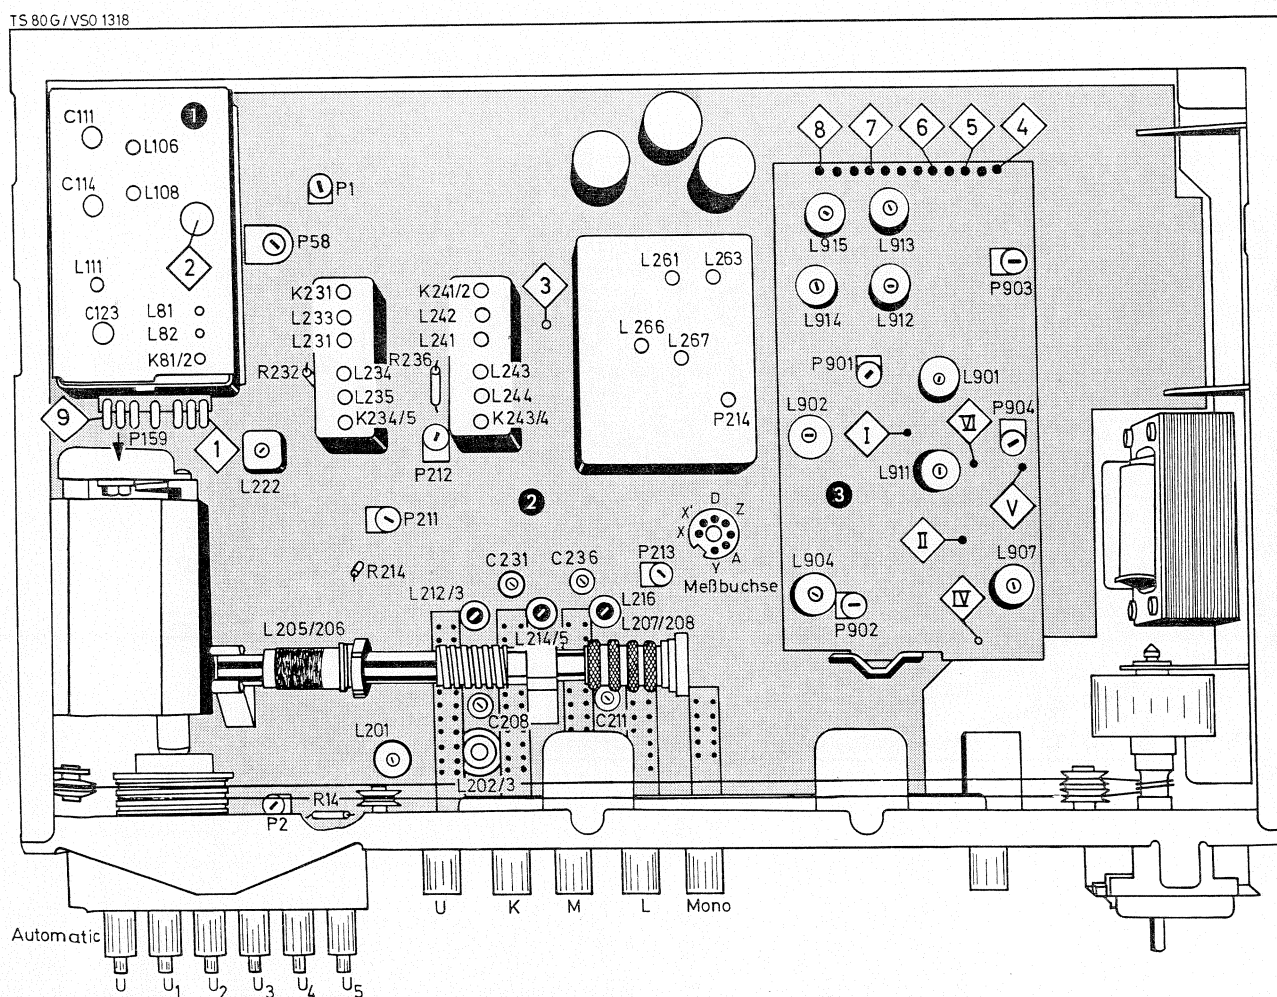 TS 80 G / VSO 1318
1
C111
L106
C114
L108
2
L111
L81
C123
L82
K81/2
9
P159
1
L222
P1
P58
K231
L233
L231
R232
L234
L235
K234/5
K241/2
L242
L241
R236
L243
L244
K243/4
P212
3
L261
L263
L266
L267
P214
8
7
6
5
4
L915
L913
P903
L914
L912
P901
L901
L902
I
VI
P904
L911
3
V
II
L904
L907
P902
IV
P211
2
R214
D
X'
Z
X
A
Y
Meßbuchse
C231
C236
P213
L212/3
L214/5
L216
L207/208
L205/206
C208
C211
L201
L202/3
P2
R14
U
K
M
L
Mono
Automatic
U
U1
U2
U3
U4
U5